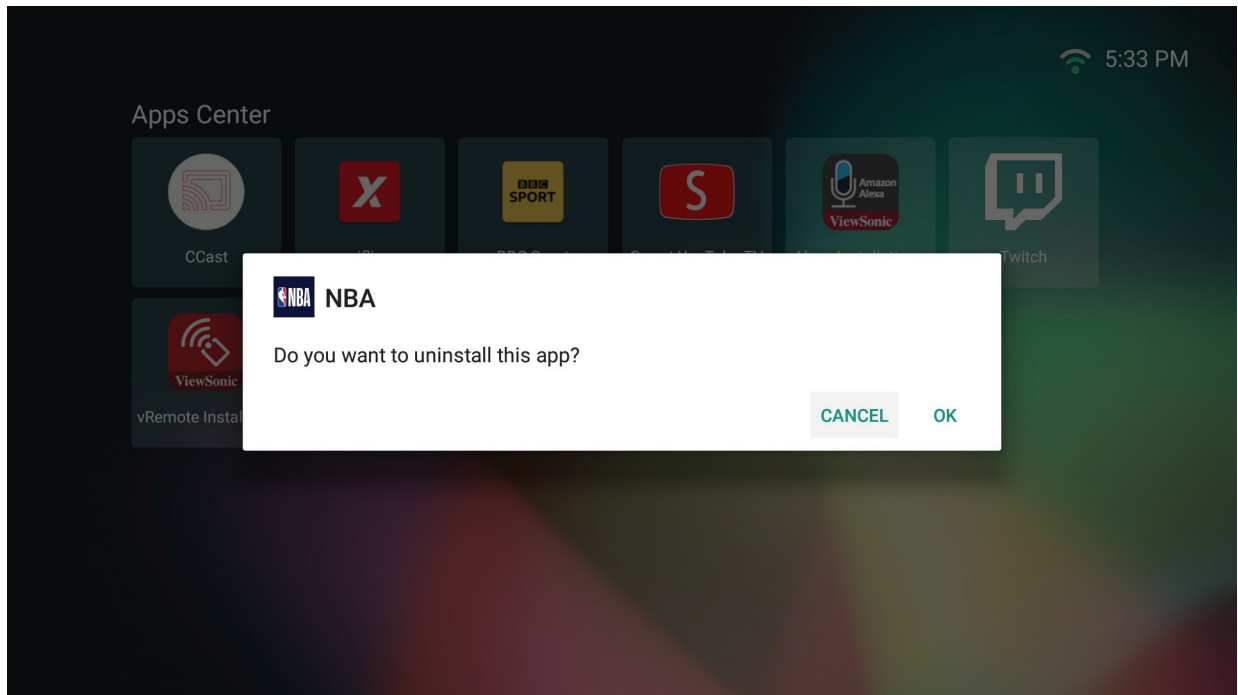 5:33 PM
Apps Center
BBC
SPORT
S
Amazon
Alexa
ViewSonic
CCast
Twitch
NBA NBA
Do you want to uninstall this app?
ViewSonic
vRemote Instal
CANCEL OK